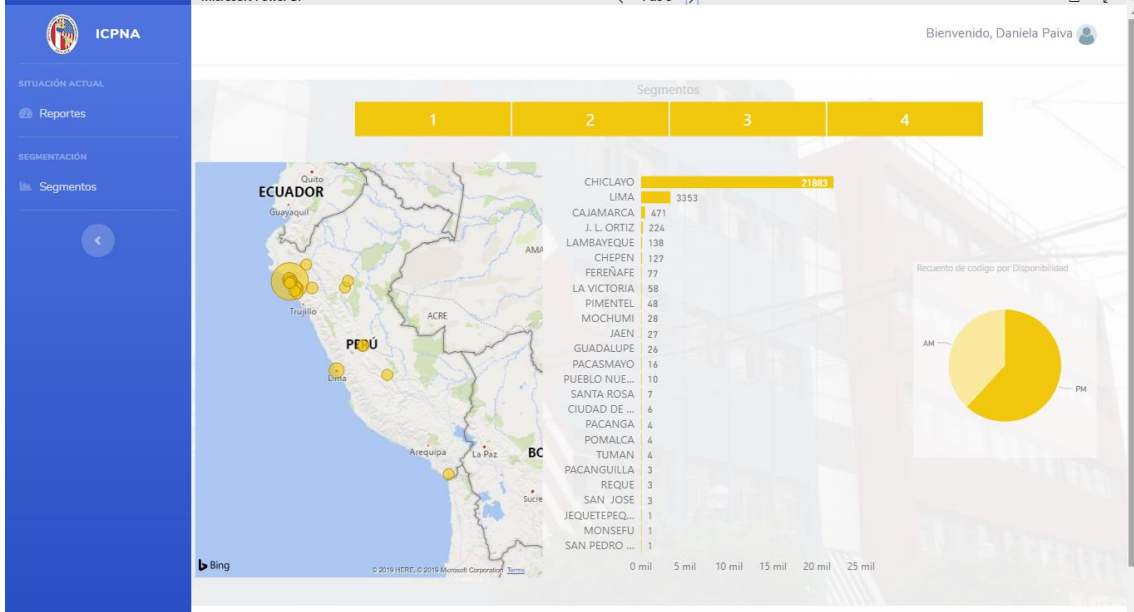 ICPNA
Bienvenido, Daniela Paiva
SITUACIÓN ACTUAL
Reportes
SEGMENTACIÓN
Segmentos
Segmentos
1 2 3 4
Quito
ECUADOR
Guayaquil
AMA
Trujillo
ACRE
PERÚ
Lima
Arequipa
La Paz
BO
Sucre
Bing
© 2019 HERE, © 2019 Microsoft Corporation Terms
CHICLAYO 21883
LIMA 3353
CAJAMARCA 471
J. L. ORTIZ 224
LAMBAYEQUE 138
CHEPEN 127
FEREÑAFE 77
LA VICTORIA 58
PIMENTEL 48
MOCHUMI 28
JAEN 27
GUADALUPE 26
PACASMAYO 16
PUEBLO NUE... 10
SANTA ROSA 7
CIUDAD DE ... 6
PACANGA 4
POMALCA 4
TUMAN 4
PACANGUILLA 3
REQUE 3
SAN JOSE 3
JEQUETEPEQ... 1
MONSEFU 1
SAN PEDRO ... 1
0 mil 5 mil 10 mil 15 mil 20 mil 25 mil
Recuento de codigo por Disponibilidad
AM
PM